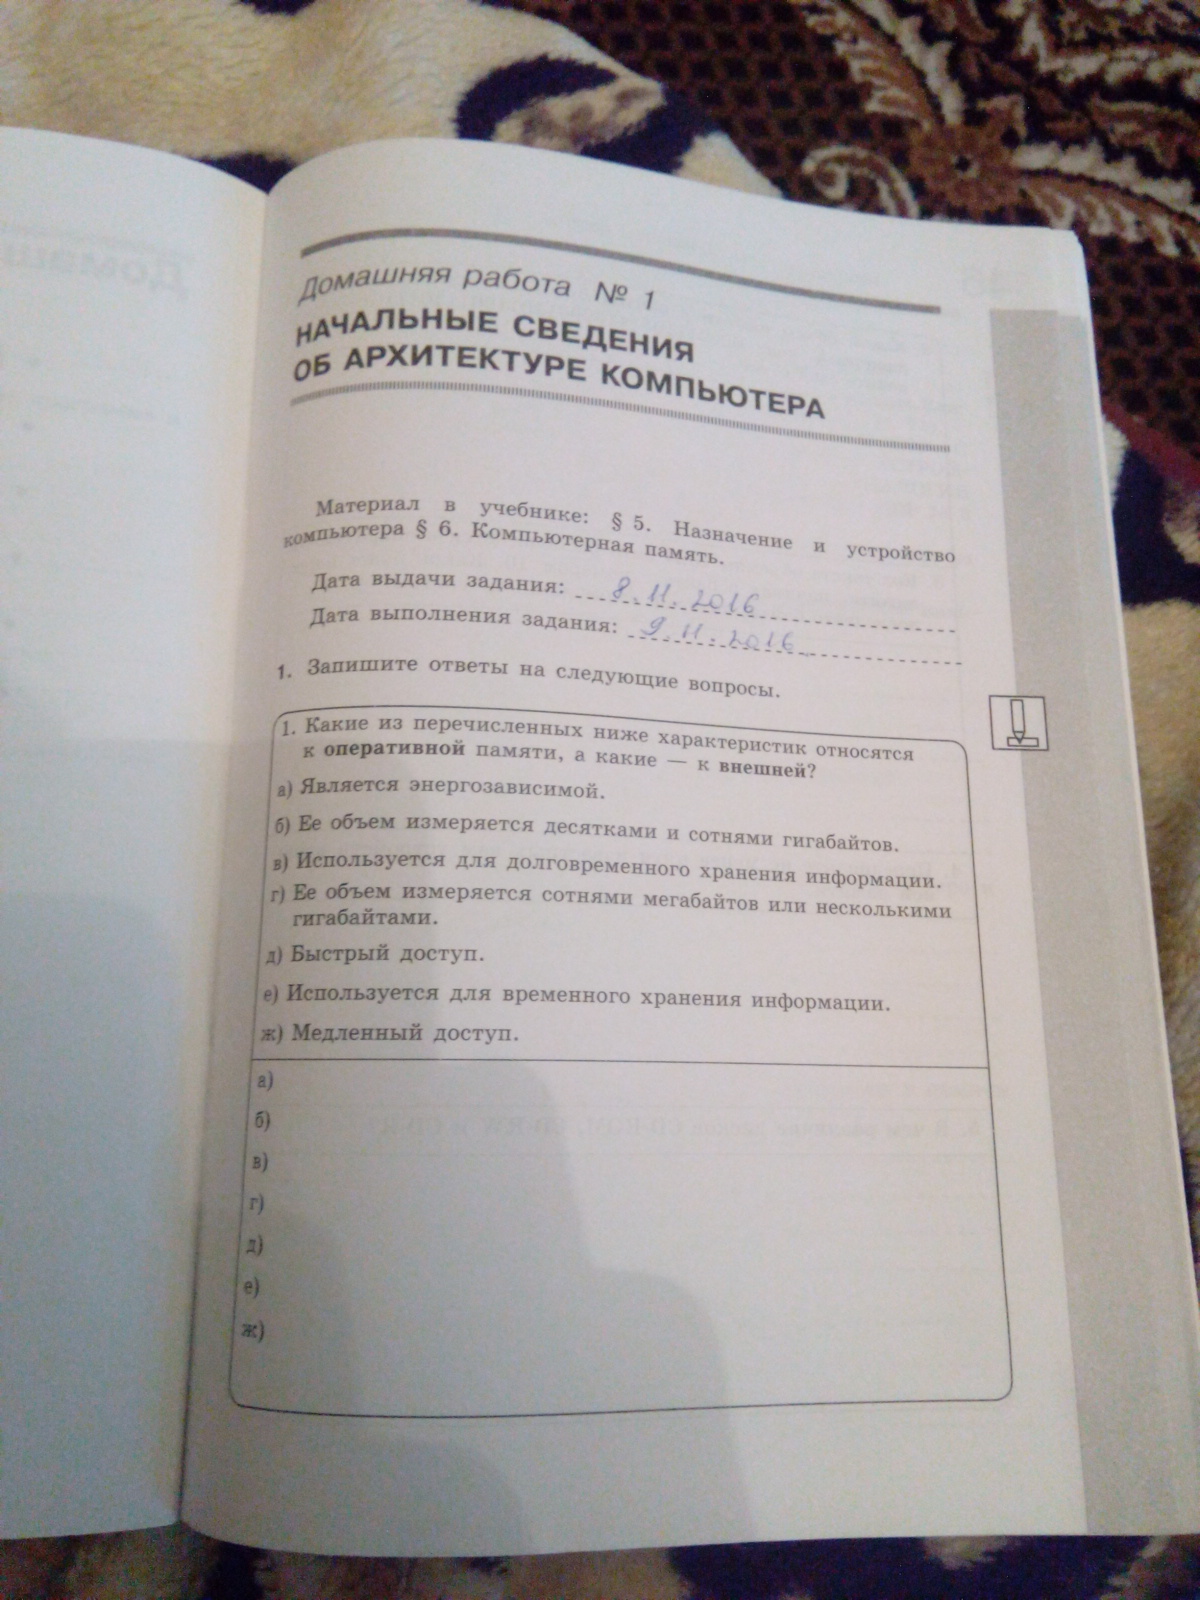 Домашняя работа № 1
НАЧАЛЬНЫЕ СВЕДЕНИЯ
ОБ АРХИТЕКТУРЕ КОМПЬЮТЕРА
Материал в учебнике: § 5. Назначение и устройство
компьютера § 6. Компьютерная память.
Дата выдачи задания: 8.11.2016
Дата выполнения задания: 9.11.2016
1. Запишите ответы на следующие вопросы.
1. Какие из перечисленных ниже характеристик относятся
к оперативной памяти, а какие — к внешней?
а) Является энергозависимой.
б) Ее объем измеряется десятками и сотнями гигабайтов.
в) Используется для долговременного хранения информации.
г) Ее объем измеряется сотнями мегабайтов или несколькими
гигабайтами.
д) Быстрый доступ.
е) Используется для временного хранения информации.
ж) Медленный доступ.
а)
б)
в)
г)
д)
е)
ж)